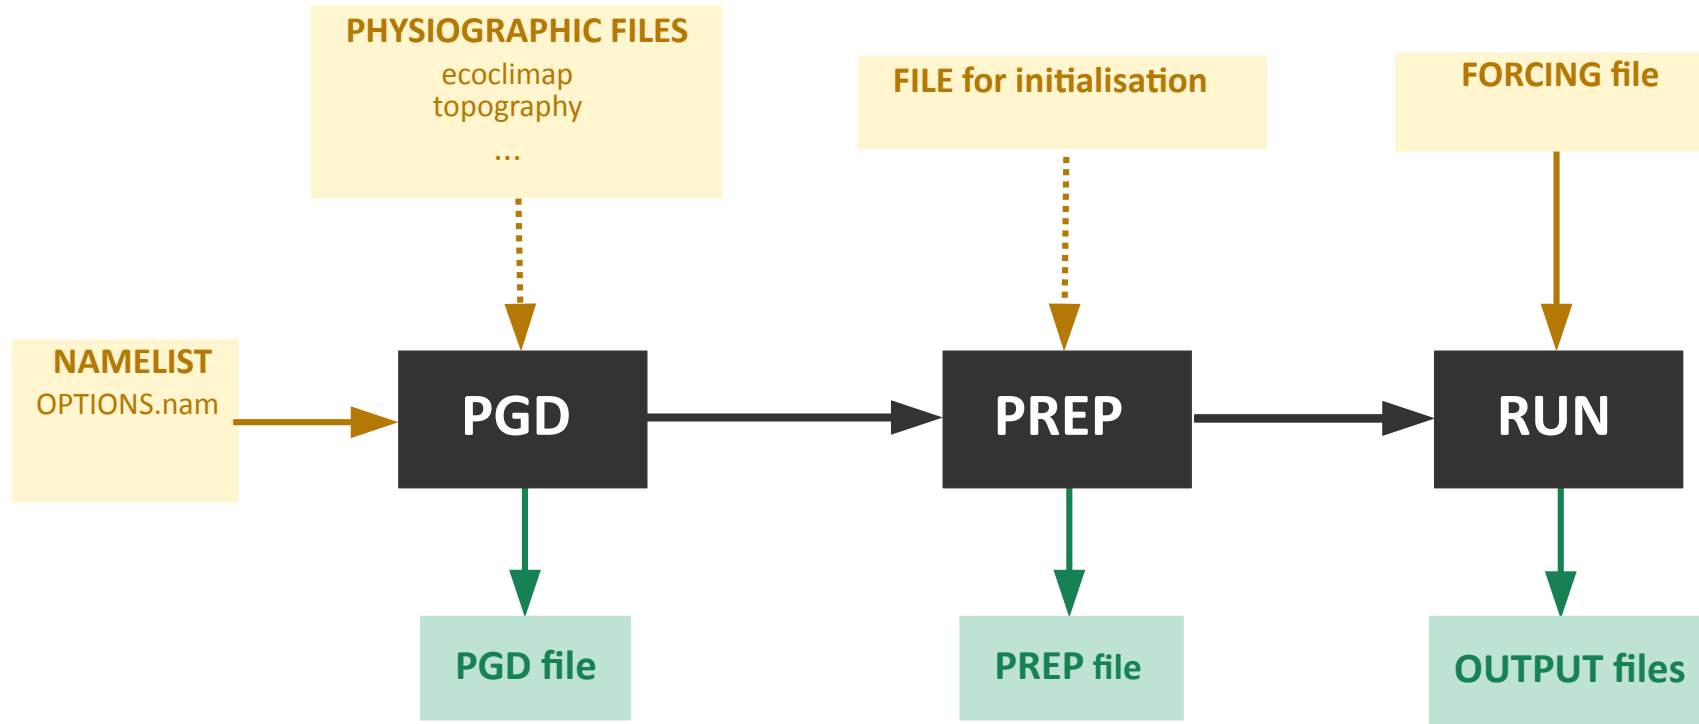 PHYSIOGRAPHIC FILES
ecoclimap
topography
...
FILE for initialisation
FORCING file
NAMELIST
OPTIONS.nam
PGD
PREP
RUN
PGD file
PREP file
OUTPUT files